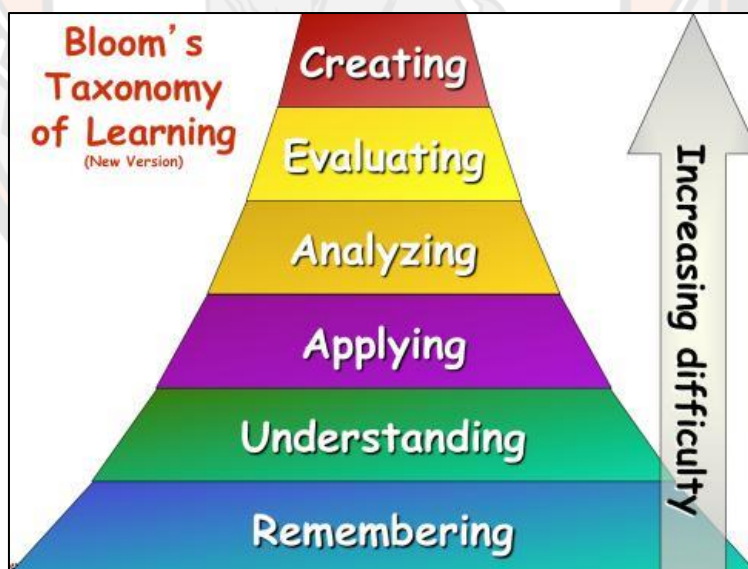 Bloom's
Taxonomy
of Learning
(New Version)
Creating
Evaluating
Analyzing
Applying
Understanding
Remembering
Increasing difficulty